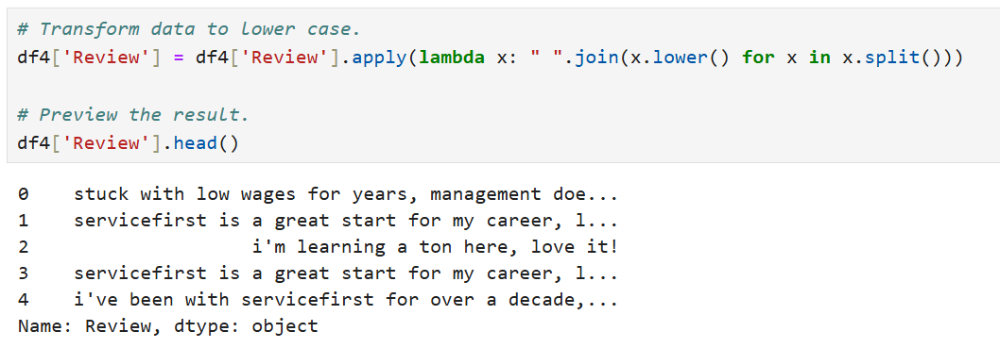 # Transform data to lower case.
df4['Review'] = df4['Review'].apply(lambda x: " ".join(x.lower() for x in x.split()))
# Preview the result.
df4['Review'].head()
0    stuck with low wages for years, management doe...
1    servicefirst is a great start for my career, l...
2                    i'm learning a ton here, love it!
3    servicefirst is a great start for my career, l...
4    i've been with servicefirst for over a decade,...
Name: Review, dtype: object